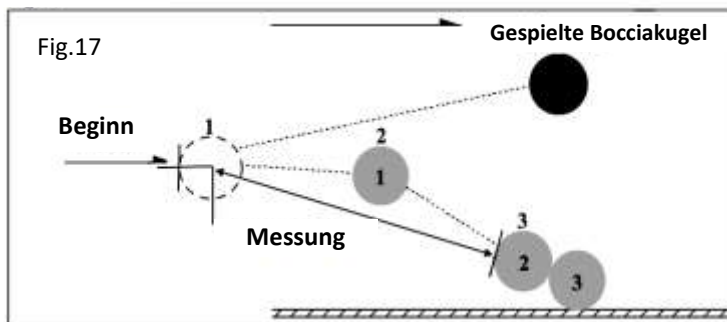 Gespielte Bocciakugel
Fig.17
Beginn
1
2
1
3
Messung
2
3